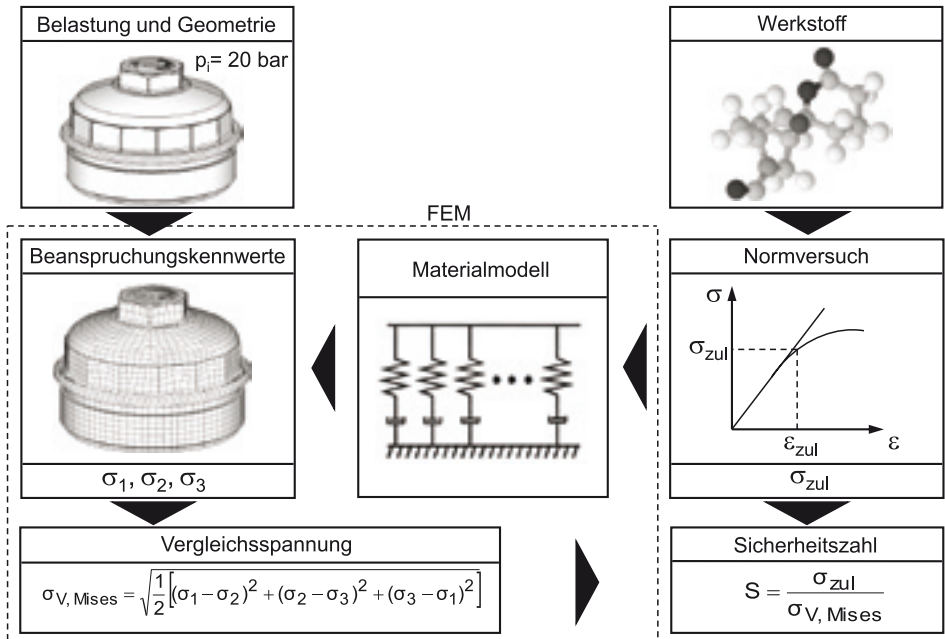 Belastung und Geometrie
pᵢ= 20 bar
Werkstoff
FEM
Beanspruchungskennwerte
σ₁, σ₂, σ₃
Materialmodell
Normversuch
σ
σzul
εzul
ε
σzul
Vergleichsspannung
σV, Mises = √(1/2[(σ₁−σ₂)² + (σ₂−σ₃)² + (σ₃−σ₁)²])
Sicherheitszahl
S = σzul / σV, Mises